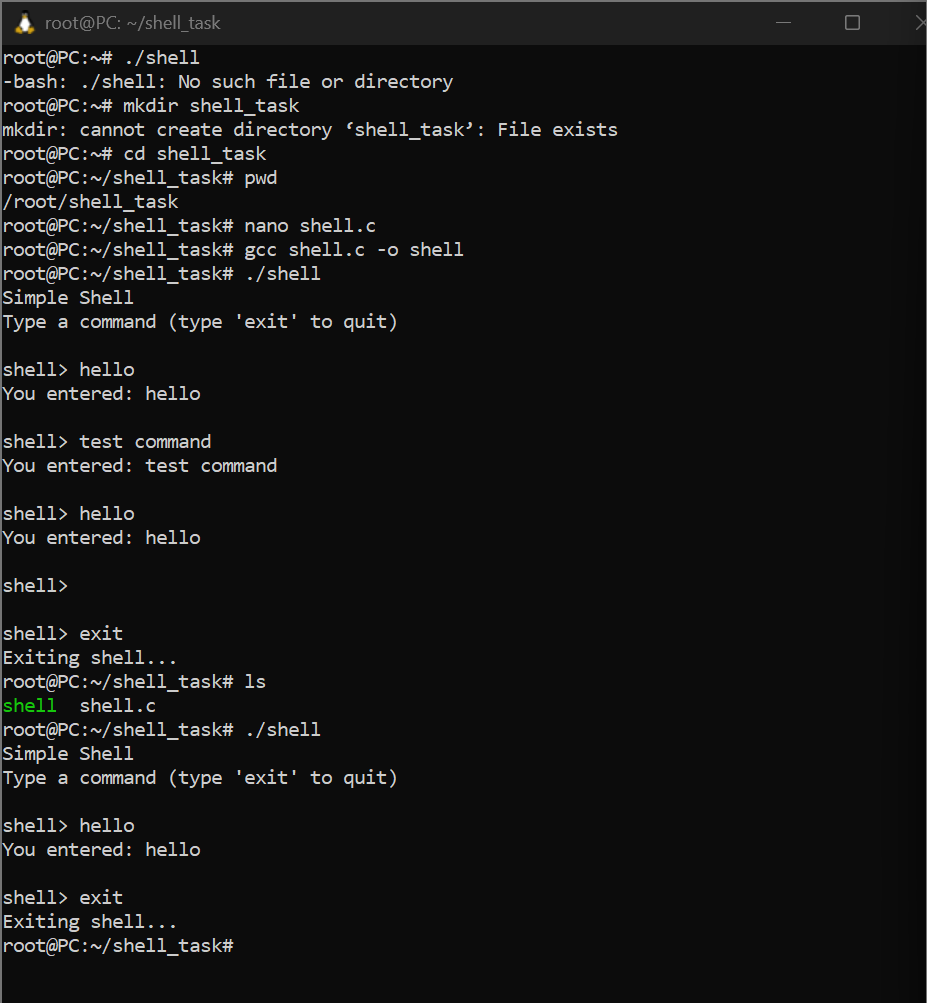 root@PC: ~/shell_task
root@PC:~# ./shell
-bash: ./shell: No such file or directory
root@PC:~# mkdir shell_task
mkdir: cannot create directory ‘shell_task’: File exists
root@PC:~# cd shell_task
root@PC:~/shell_task# pwd
/root/shell_task
root@PC:~/shell_task# nano shell.c
root@PC:~/shell_task# gcc shell.c -o shell
root@PC:~/shell_task# ./shell
Simple Shell
Type a command (type 'exit' to quit)
shell> hello
You entered: hello
shell> test command
You entered: test command
shell> hello
You entered: hello
shell>
shell> exit
Exiting shell...
root@PC:~/shell_task# ls
shell  shell.c
root@PC:~/shell_task# ./shell
Simple Shell
Type a command (type 'exit' to quit)
shell> hello
You entered: hello
shell> exit
Exiting shell...
root@PC:~/shell_task#